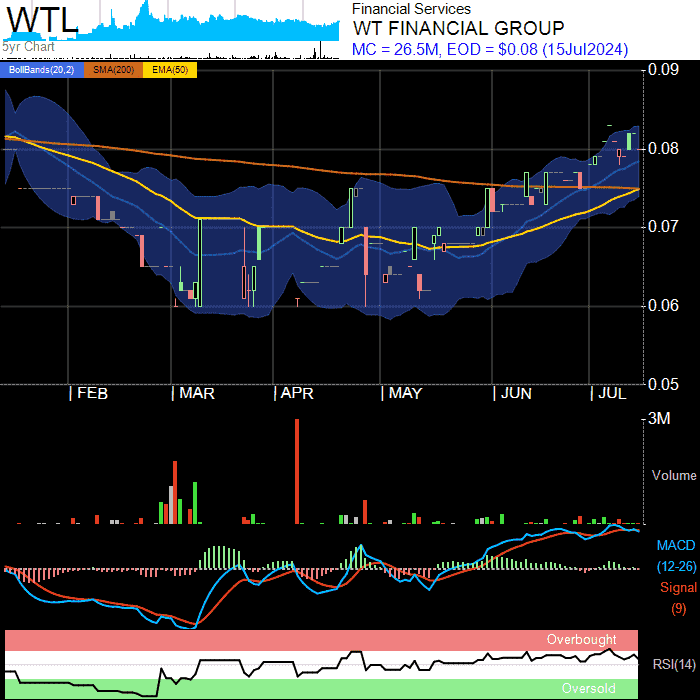 WTL
5yr Chart
Financial Services
WT FINANCIAL GROUP
MC = 26.5M, EOD = $0.08 (15Jul2024)
BollBands(20,2) SMA(200) EMA(50)
0.09
0.08
0.07
0.06
0.05
FEB MAR APR MAY JUN JUL
3M
Volume
MACD
(12-26)
Signal
(9)
Overbought
RSI(14)
Oversold